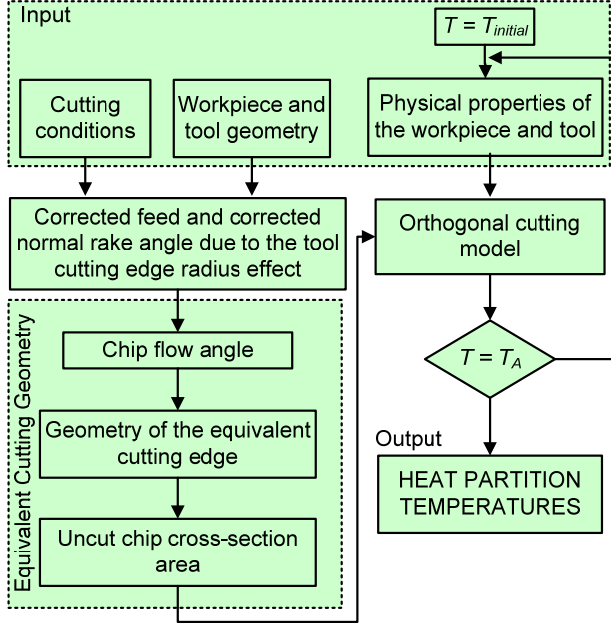 Input
T = Tinitial
Cutting
conditions
Workpiece and
tool geometry
Physical properties of
the workpiece and tool
Corrected feed and corrected
normal rake angle due to the tool
cutting edge radius effect
Orthogonal cutting
model
Equivalent Cutting Geometry
Chip flow angle
Geometry of the equivalent
cutting edge
Uncut chip cross-section
area
T = TA
Output
HEAT PARTITION
TEMPERATURES